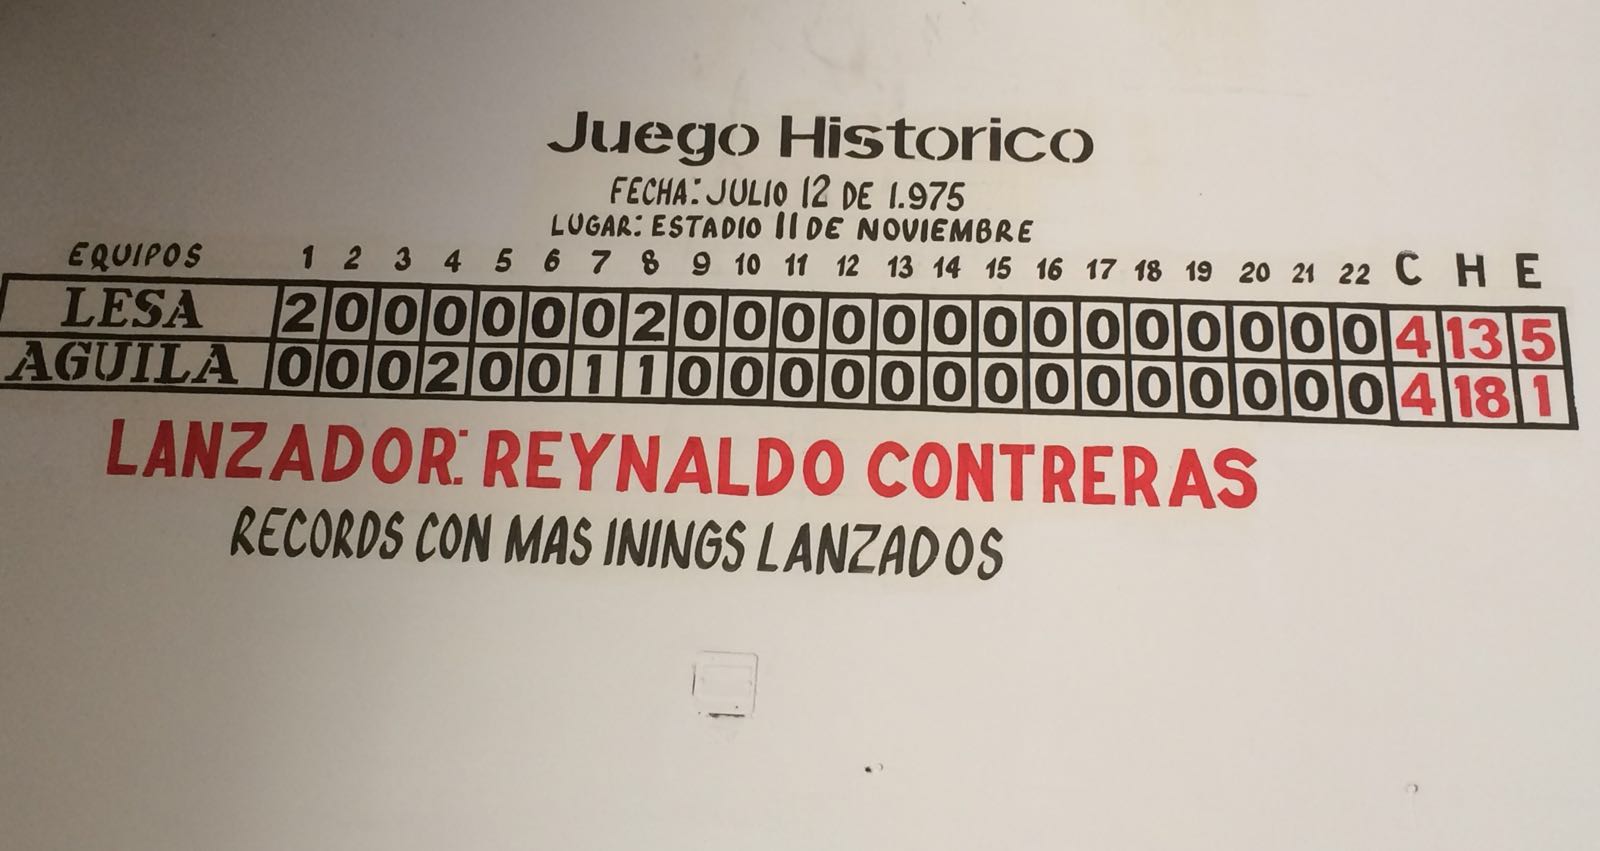 Juego Historico
FECHA: JULIO 12 DE 1.975
LUGAR: ESTADIO 11 DE NOVIEMBRE
EQUIPOS 1 2 3 4 5 6 7 8 9 10 11 12 13 14 15 16 17 18 19 20 21 22 C H E
LESA 2 0 0 0 0 0 0 2 0 0 0 0 0 0 0 0 0 0 0 0 0 0 4 13 5
AGUILA 0 0 0 2 0 0 1 1 0 0 0 0 0 0 0 0 0 0 0 0 0 0 4 18 1
LANZADOR: REYNALDO CONTRERAS
RECORDS CON MAS ININGS LANZADOS